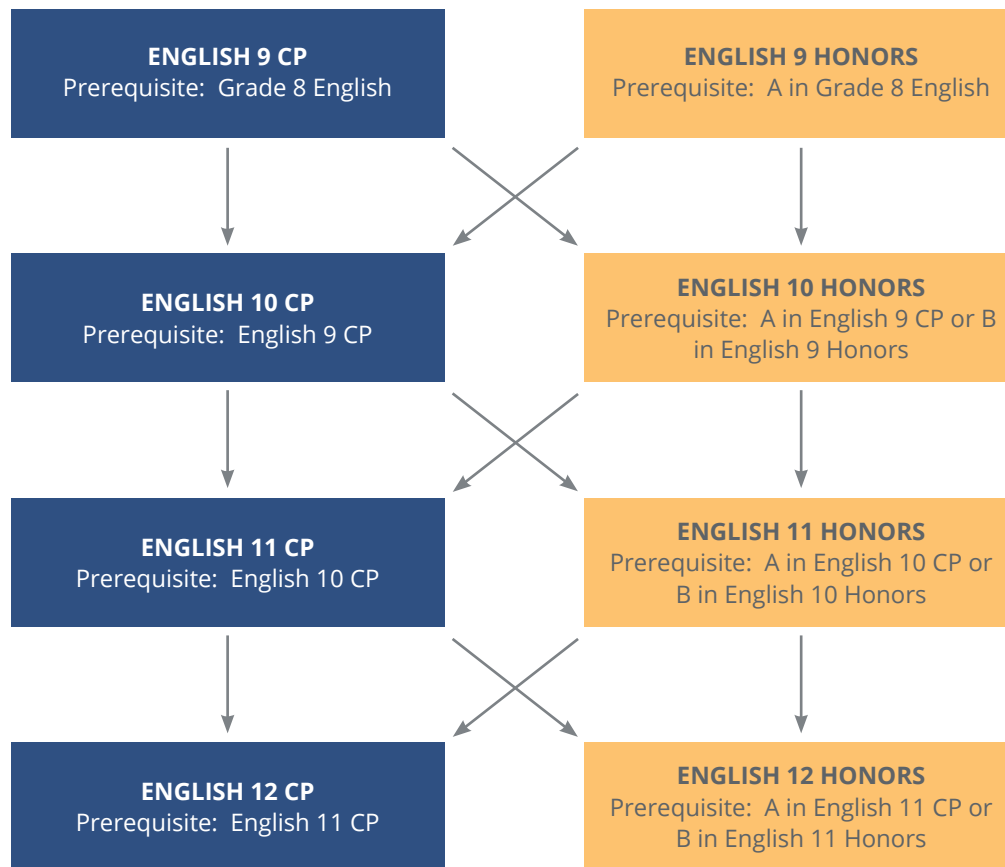 ENGLISH 9 CP
Prerequisite: Grade 8 English
ENGLISH 9 HONORS
Prerequisite: A in Grade 8 English
ENGLISH 10 CP
Prerequisite: English 9 CP
ENGLISH 10 HONORS
Prerequisite: A in English 9 CP or B
in English 9 Honors
ENGLISH 11 CP
Prerequisite: English 10 CP
ENGLISH 11 HONORS
Prerequisite: A in English 10 CP or
B in English 10 Honors
ENGLISH 12 CP
Prerequisite: English 11 CP
ENGLISH 12 HONORS
Prerequisite: A in English 11 CP or
B in English 11 Honors